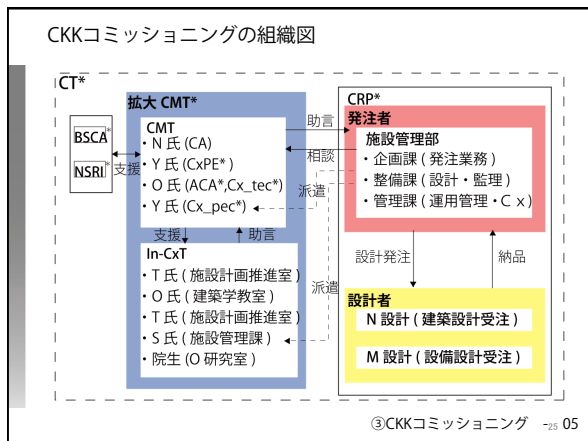 CKKコミッショニングの組織図
CT*
拡大 CMT*
CRP*
BSCA*
NSRI*
支援
CMT
・N 氏 (CA)
・Y 氏 (CxPE*)
・O 氏 (ACA*,Cx_tec*)
・Y 氏 (Cx_pec*)
支援
助言
In-CxT
・T 氏 ( 施設計画推進室 )
・O 氏 ( 建築学教室 )
・T 氏 ( 施設計画推進室 )
・S 氏 ( 施設管理課 )
・院生 (O 研究室 )
助言
相談
派遣
派遣
発注者
施設管理部
・企画課 ( 発注業務 )
・整備課 ( 設計・監理 )
・管理課 ( 運用管理・C x )
設計発注
納品
設計者
N 設計 ( 建築設計受注 )
M 設計 ( 設備設計受注 )
③CKKコミッショニング -25 05